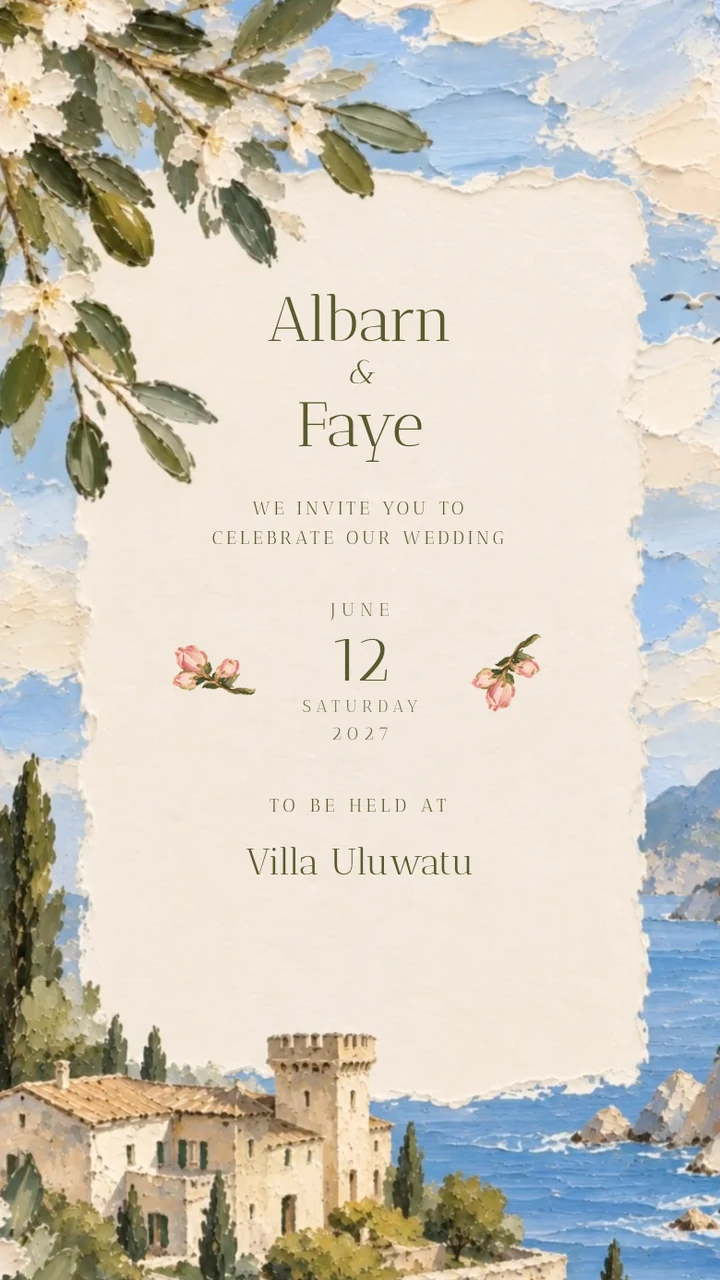 Albarn
&
Faye
WE INVITE YOU TO
CELEBRATE OUR WEDDING
JUNE
12
SATURDAY
2027
TO BE HELD AT
Villa Uluwatu